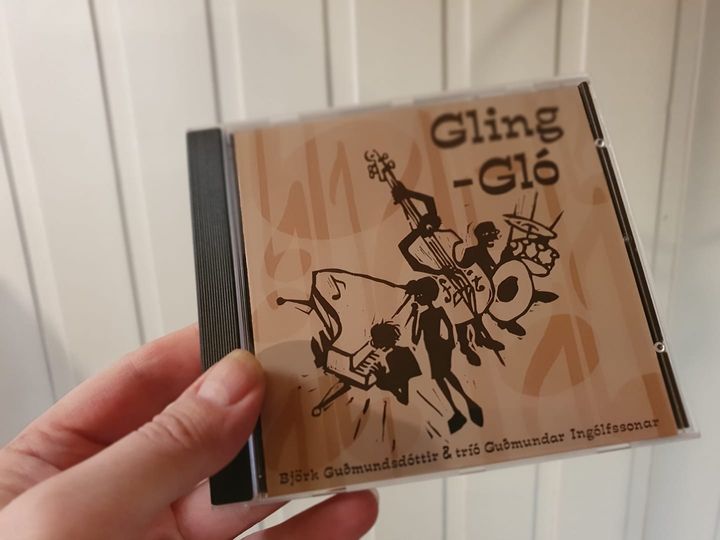 Gling
-Gló
Björk Guðmundsdóttir & tríó Guðmundar Ingólfssonar